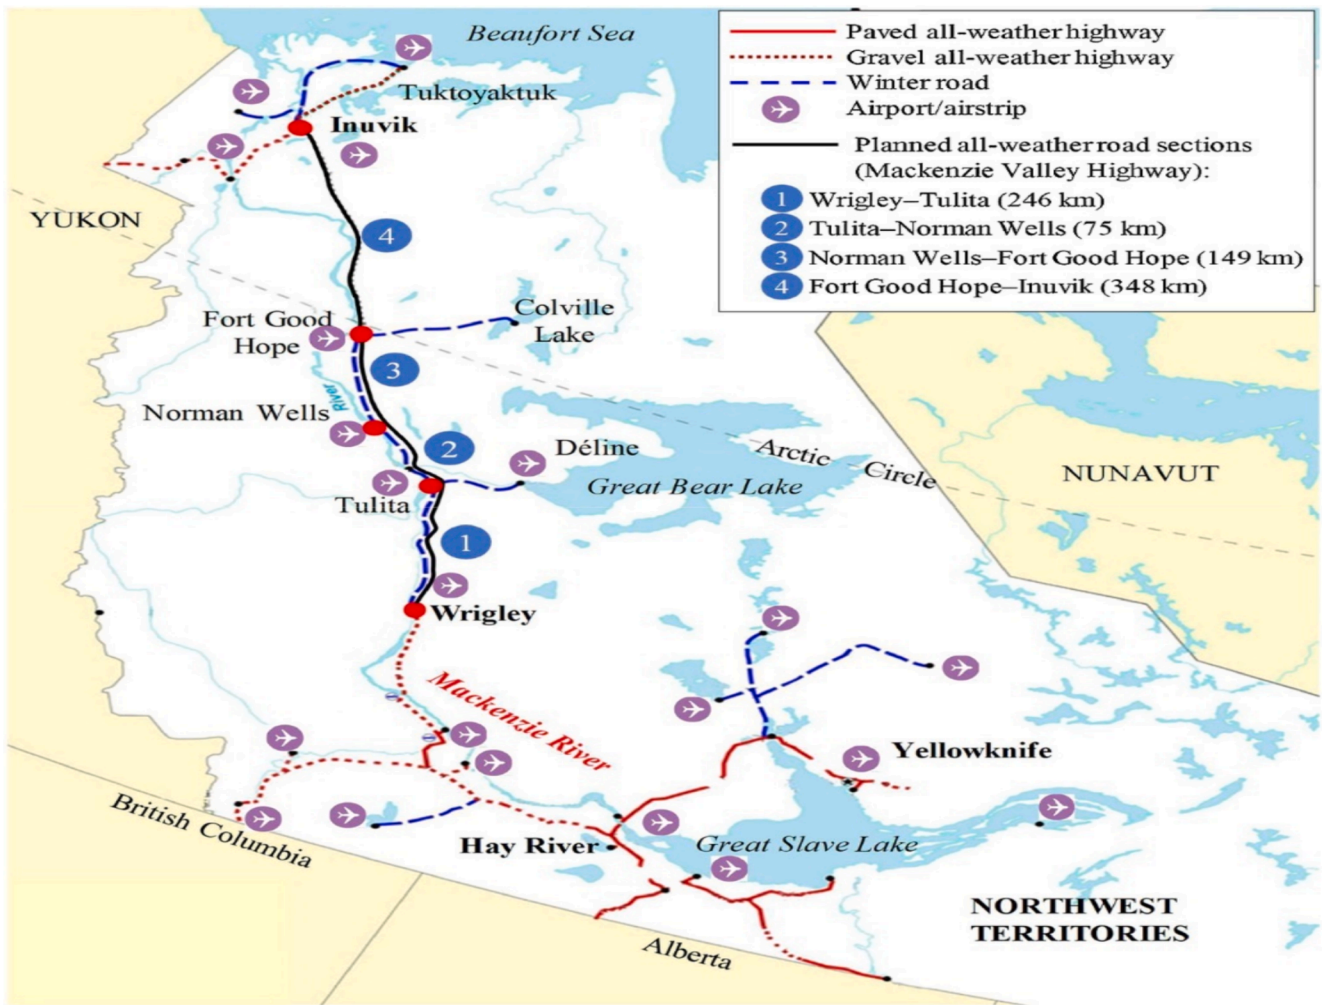 Beaufort Sea
Paved all-weather highway
Gravel all-weather highway
Winter road
Airport/airstrip
Planned all-weather road sections
(Mackenzie Valley Highway):
1 Wrigley–Tulita (246 km)
2 Tulita–Norman Wells (75 km)
3 Norman Wells–Fort Good Hope (149 km)
4 Fort Good Hope–Inuvik (348 km)
Tuktoyaktuk
Inuvik
YUKON
4
Fort Good
Hope
Colville
Lake
3
River
Norman Wells
2
Déline
Arctic Circle
NUNAVUT
Great Bear Lake
Tulita
1
Wrigley
Mackenzie River
Yellowknife
British Columbia
Hay River
Great Slave Lake
NORTHWEST
TERRITORIES
Alberta